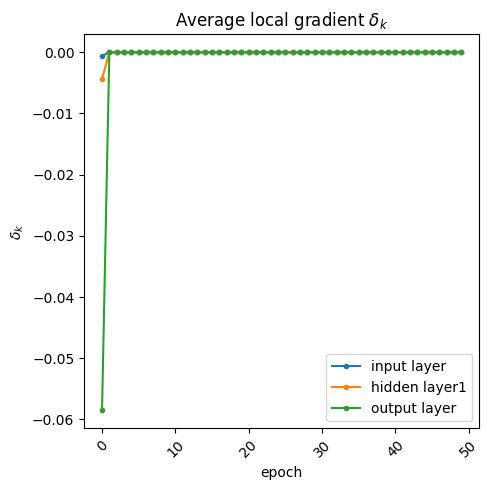 Average local gradient δₖ
0.00
−0.01
−0.02
−0.03
−0.04
−0.05
−0.06
δₖ
input layer
hidden layer1
output layer
0 10 20 30 40 50
epoch